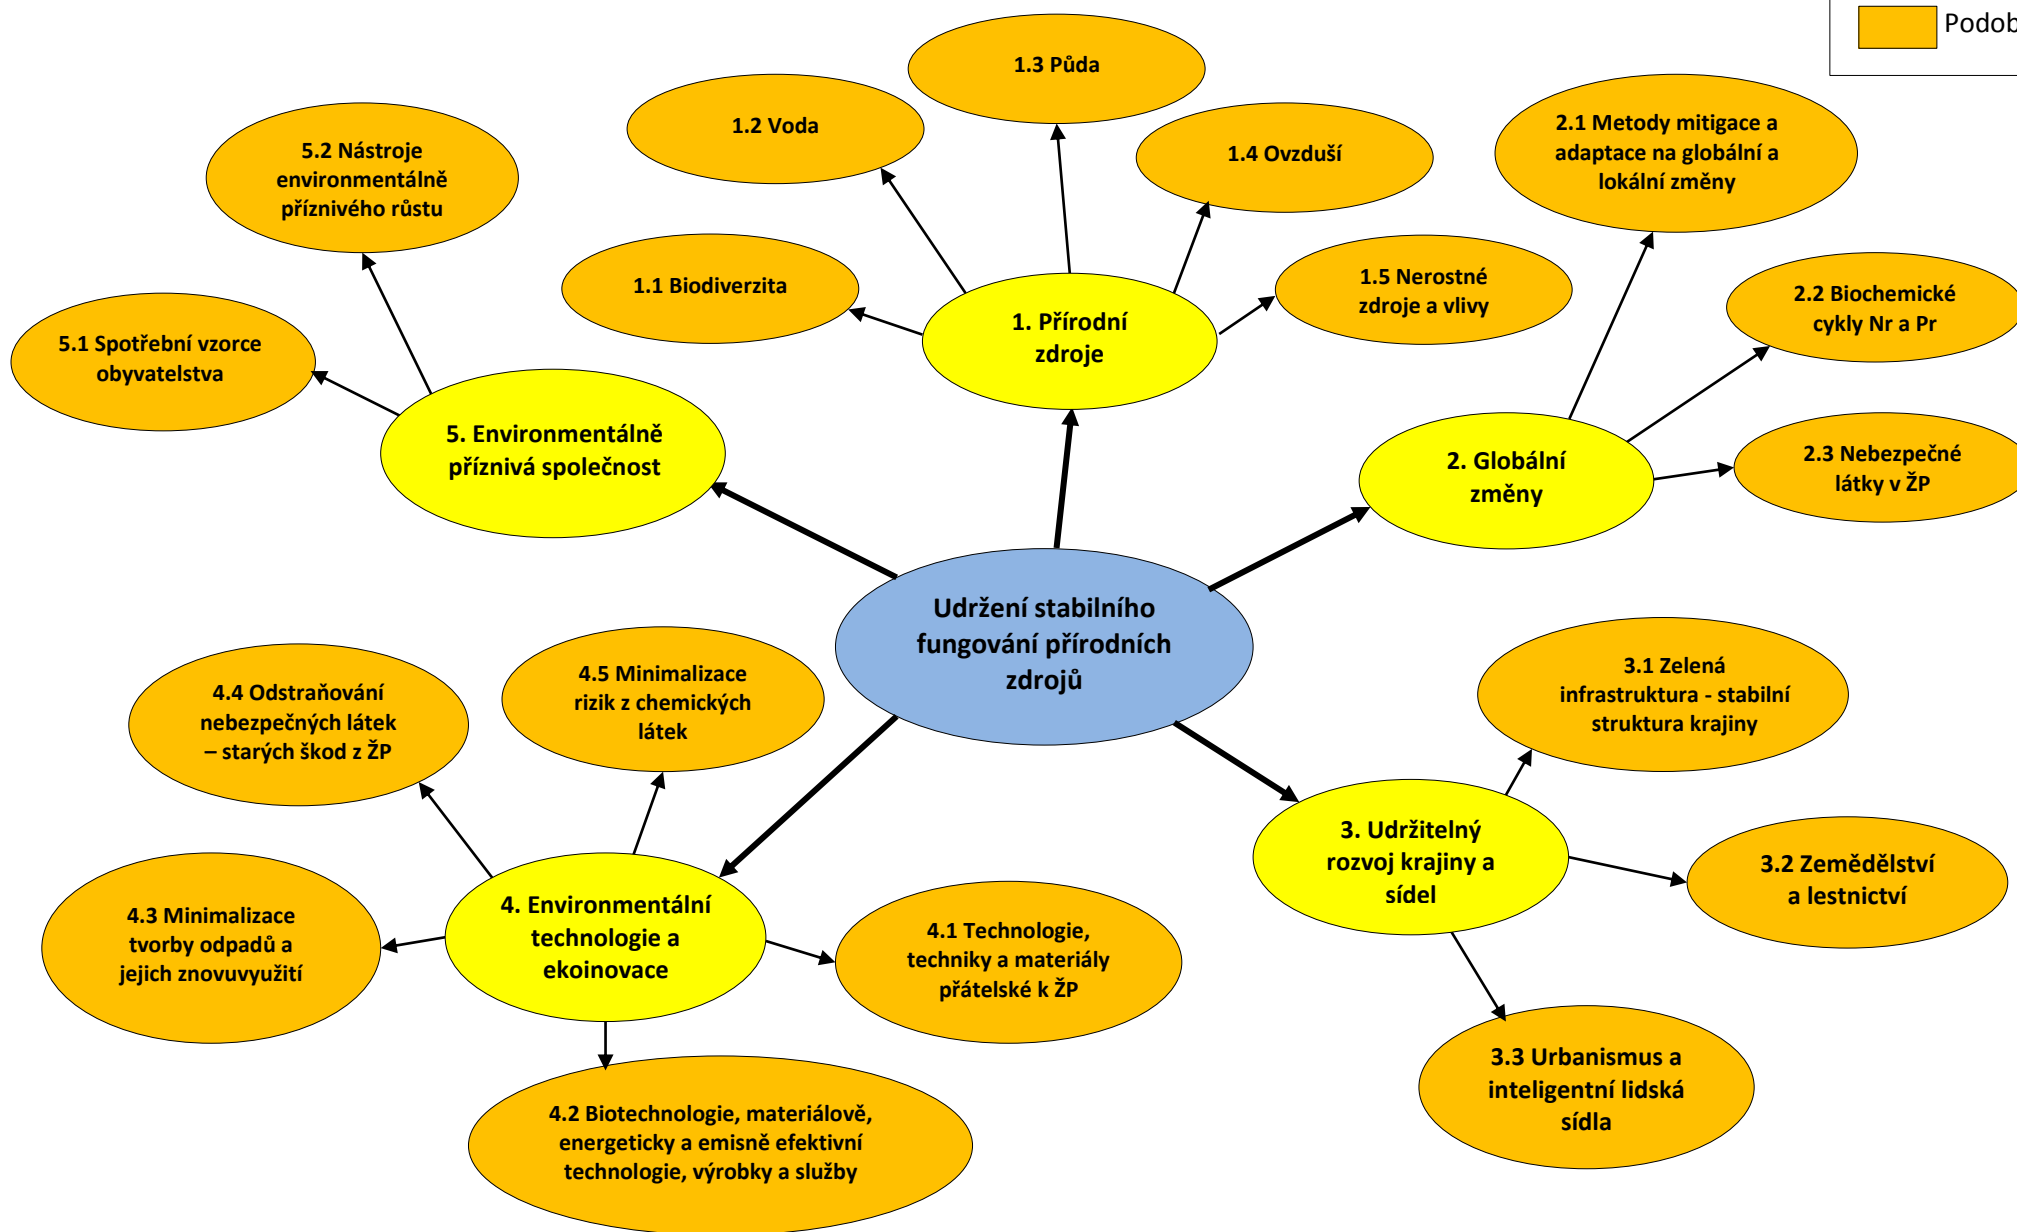 Podob
1.3 Půda
1.2 Voda
2.1 Metody mitigace a
adaptace na globální a
lokální změny
5.2 Nástroje
environmentálně
příznivého růstu
1.4 Ovzduší
1.1 Biodiverzita
1.5 Nerostné
zdroje a vlivy
2.2 Biochemické
cykly Nr a Pr
1. Přírodní
zdroje
5.1 Spotřební vzorce
obyvatelstva
5. Environmentálně
příznivá společnost
2. Globální
změny
2.3 Nebezpečné
látky v ŽP
Udržení stabilního
fungování přírodních
zdrojů
4.5 Minimalizace
rizik z chemických
látek
3.1 Zelená
infrastruktura - stabilní
struktura krajiny
4.4 Odstraňování
nebezpečných látek
– starých škod z ŽP
3. Udržitelný
rozvoj krajiny a
sídel
3.2 Zemědělství
a lestnictví
4.3 Minimalizace
tvorby odpadů a
jejich znovuvyužití
4. Environmentální
technologie a
ekoinovace
4.1 Technologie,
techniky a materiály
přátelské k ŽP
3.3 Urbanismus a
inteligentní lidská
sídla
4.2 Biotechnologie, materiálově,
energeticky a emisně efektivní
technologie, výrobky a služby